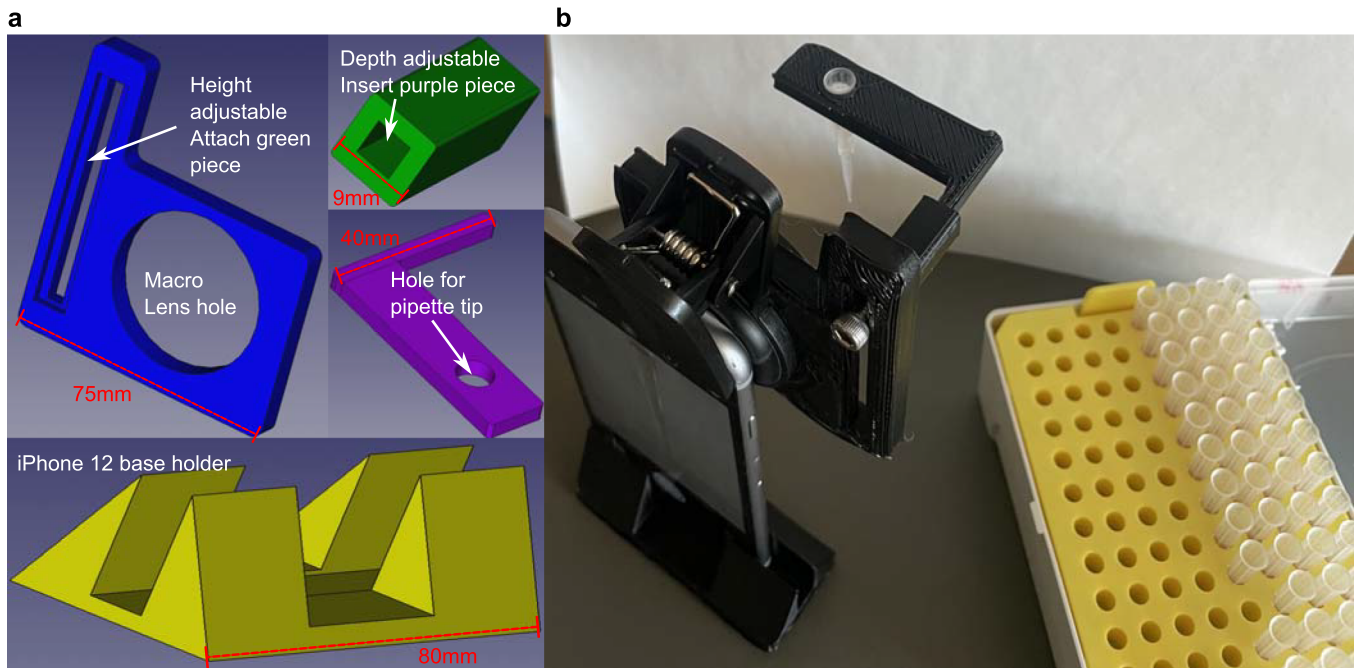 a
b
Height
adjustable
Attach green
piece
Depth adjustable
Insert purple piece
9mm
40mm
Macro
Lens hole
Hole for
pipette tip
75mm
iPhone 12 base holder
80mm